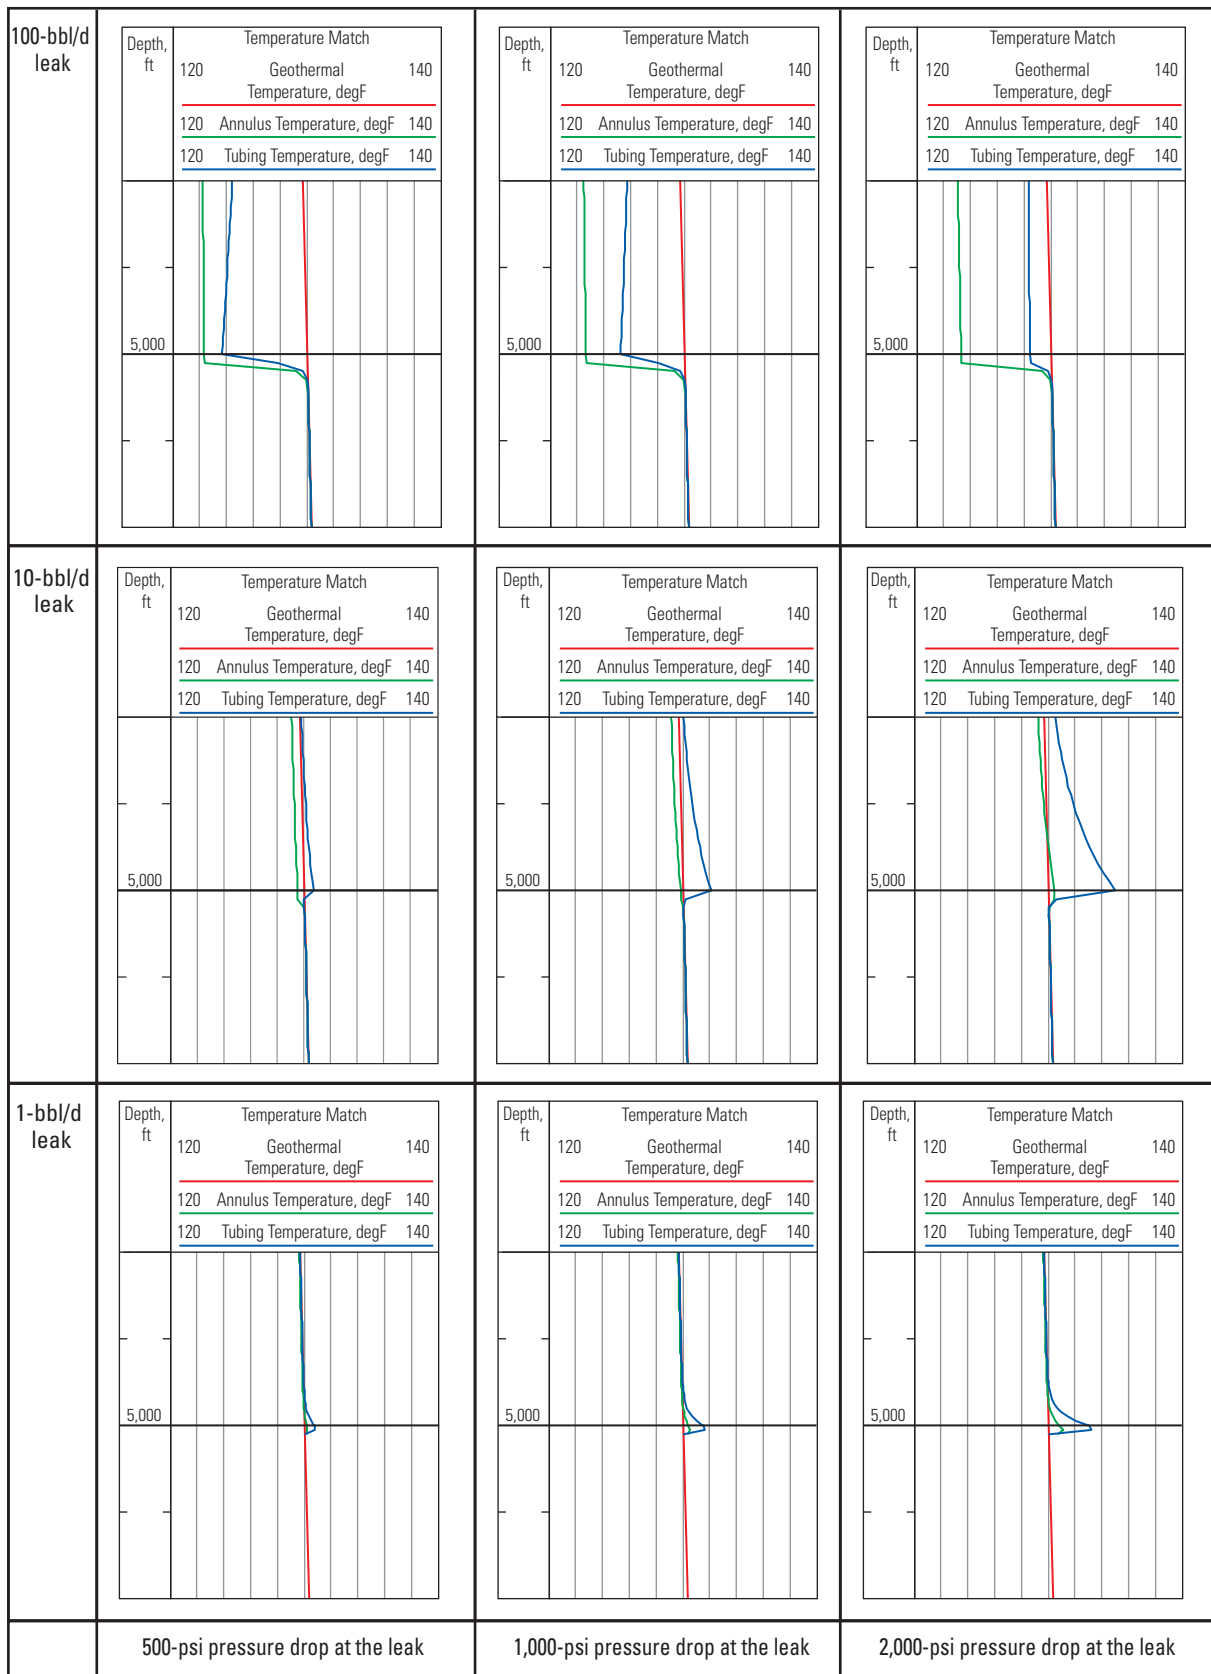 100-bbl/d
leak
Depth,
ft
Temperature Match
120 Geothermal 140
Temperature, degF
120 Annulus Temperature, degF 140
120 Tubing Temperature, degF 140
5,000
Depth,
ft
Temperature Match
120 Geothermal 140
Temperature, degF
120 Annulus Temperature, degF 140
120 Tubing Temperature, degF 140
5,000
Depth,
ft
Temperature Match
120 Geothermal 140
Temperature, degF
120 Annulus Temperature, degF 140
120 Tubing Temperature, degF 140
5,000
10-bbl/d
leak
Depth,
ft
Temperature Match
120 Geothermal 140
Temperature, degF
120 Annulus Temperature, degF 140
120 Tubing Temperature, degF 140
5,000
Depth,
ft
Temperature Match
120 Geothermal 140
Temperature, degF
120 Annulus Temperature, degF 140
120 Tubing Temperature, degF 140
5,000
Depth,
ft
Temperature Match
120 Geothermal 140
Temperature, degF
120 Annulus Temperature, degF 140
120 Tubing Temperature, degF 140
5,000
1-bbl/d
leak
Depth,
ft
Temperature Match
120 Geothermal 140
Temperature, degF
120 Annulus Temperature, degF 140
120 Tubing Temperature, degF 140
5,000
Depth,
ft
Temperature Match
120 Geothermal 140
Temperature, degF
120 Annulus Temperature, degF 140
120 Tubing Temperature, degF 140
5,000
Depth,
ft
Temperature Match
120 Geothermal 140
Temperature, degF
120 Annulus Temperature, degF 140
120 Tubing Temperature, degF 140
5,000
500-psi pressure drop at the leak
1,000-psi pressure drop at the leak
2,000-psi pressure drop at the leak